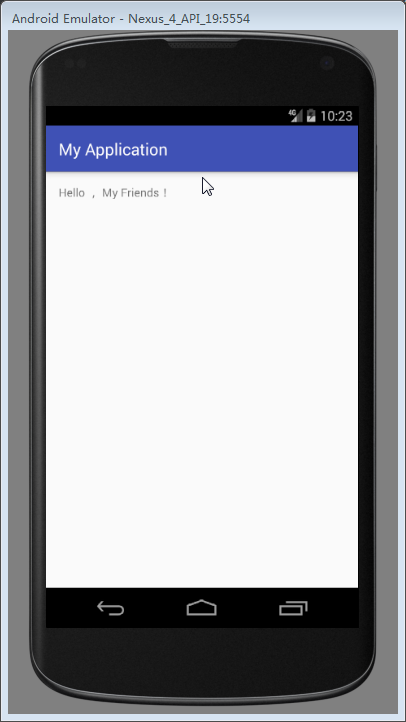 Android Emulator - Nexus_4_API_19:5554
4G 10:23
My Application
Hello ， My Friends！